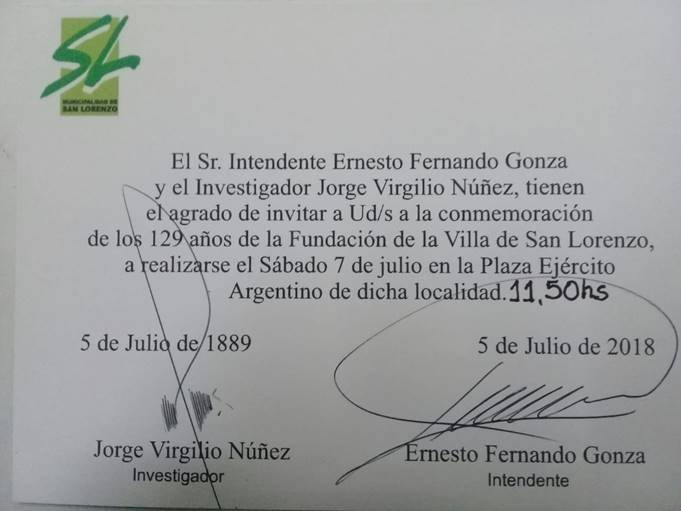 SL
MUNICIPALIDAD DE
SAN LORENZO
El Sr. Intendente Ernesto Fernando Gonza
y el Investigador Jorge Virgilio Núñez, tienen
el agrado de invitar a Ud/s a la conmemoración
de los 129 años de la Fundación de la Villa de San Lorenzo,
a realizarse el Sábado 7 de julio en la Plaza Ejército
Argentino de dicha localidad. 11,50hs
5 de Julio de 1889
5 de Julio de 2018
Jorge Virgilio Núñez
Investigador
Ernesto Fernando Gonza
Intendente